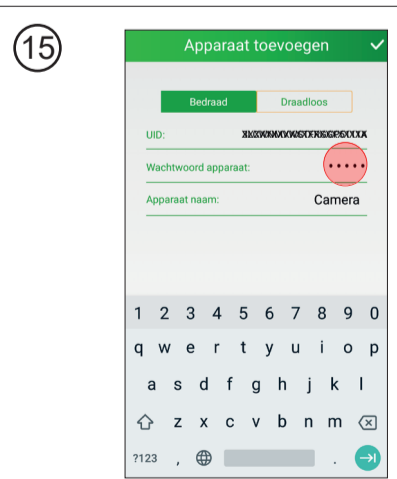 15
Apparaat toevoegen
Bedraad Draadloos
UID:
Wachtwoord apparaat: •••••
Apparaat naam: Camera
1 2 3 4 5 6 7 8 9 0
q w e r t y u i o p
a s d f g h j k l
z x c v b n m
?123 , .